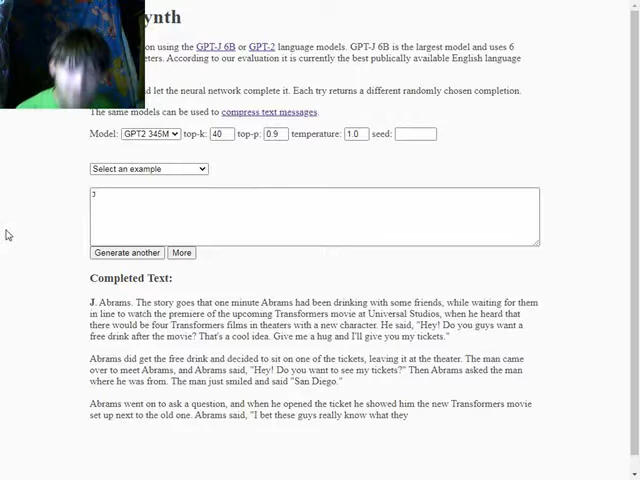 ynth
on using the GPT-J 6B or GPT-2 language models. GPT-J 6B is the largest model and uses 6
eters. According to our evaluation it is currently the best publically available English language
nd let the neural network complete it. Each try returns a different randomly chosen completion.
The same models can be used to compress text messages.
Model: GPT2 345M top-k: 40 top-p: 0.9 temperature: 1.0 seed:
Select an example
J
Generate another More
Completed Text:
J. Abrams. The story goes that one minute Abrams had been drinking with some friends, while waiting for them
in line to watch the premiere of the upcoming Transformers movie at Universal Studios, when he heard that
there would be four Transformers films in theaters with a new character. He said, "Hey! Do you guys want a
free drink after the movie? That's a cool idea. Give me a hug and I'll give you my tickets."
Abrams did get the free drink and decided to sit on one of the tickets, leaving it at the theater. The man came
over to meet Abrams, and Abrams said, "Hey! Do you want to see my tickets?" Then Abrams asked the man
where he was from. The man just smiled and said "San Diego."
Abrams went on to ask a question, and when he opened the ticket he showed him the new Transformers movie
set up next to the old one. Abrams said, "I bet these guys really know what they